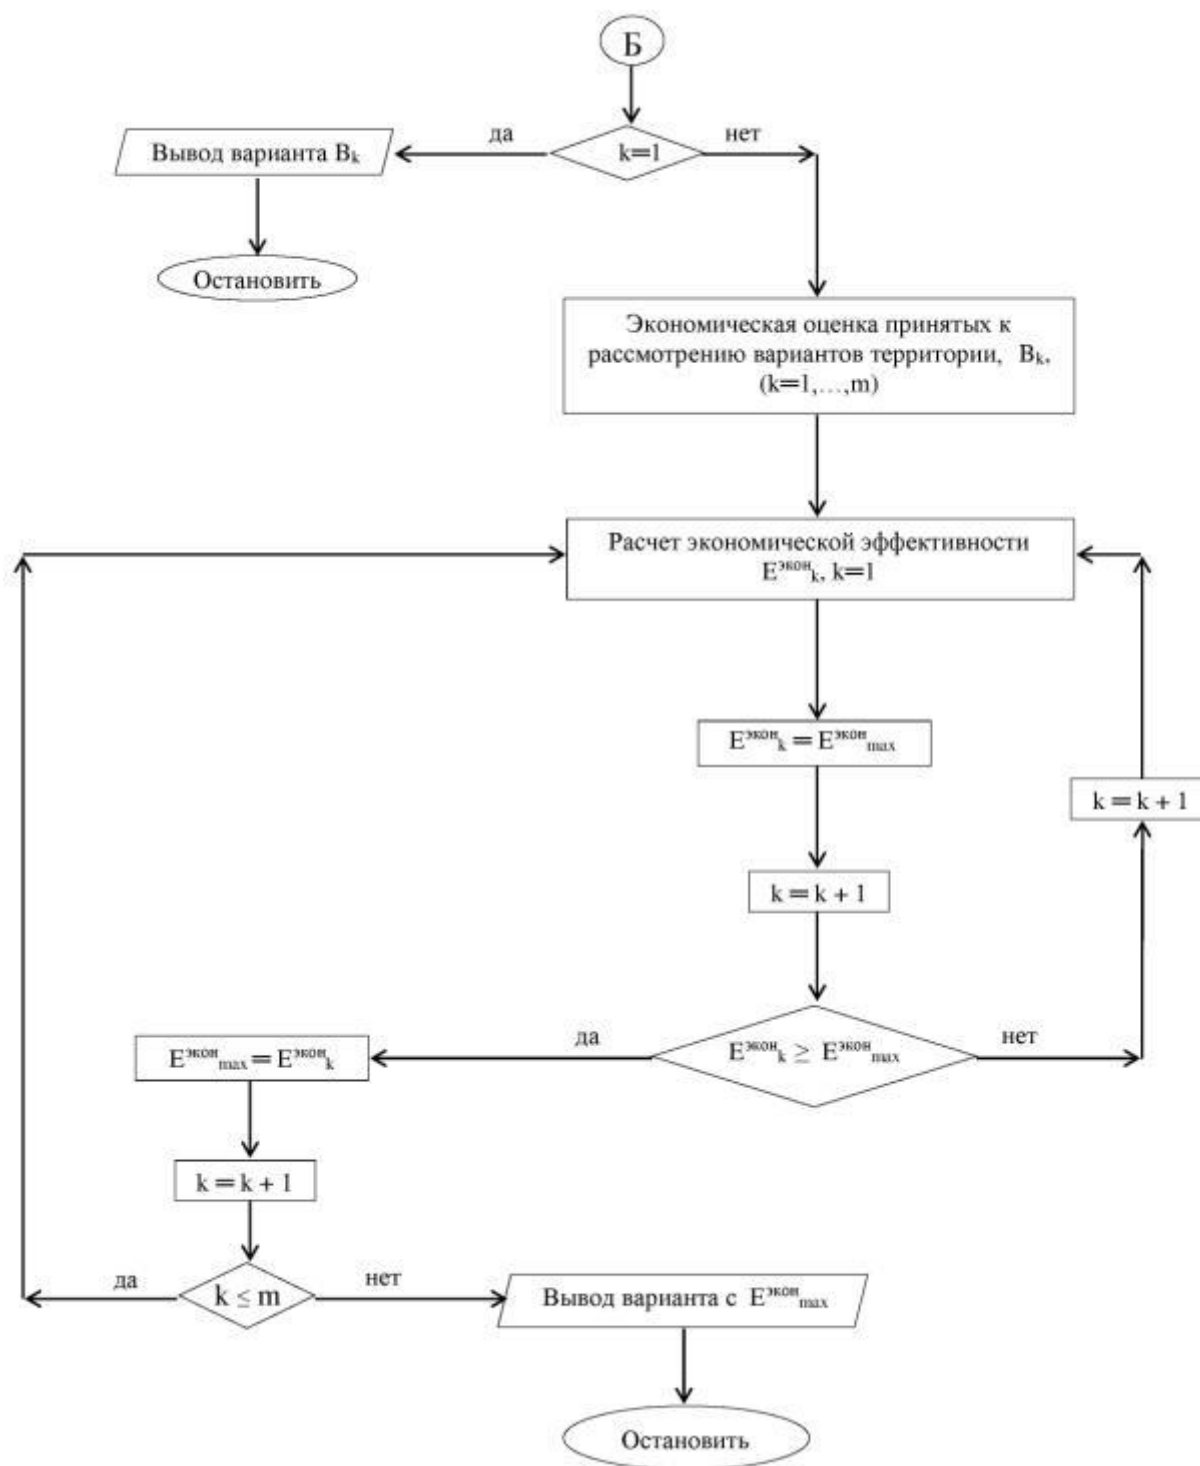 Б
да
нет
Вывод варианта Bₖ
k=1
Остановить
Экономическая оценка принятых к
рассмотрению вариантов территории, Bₖ,
(k=1,…,m)
Расчет экономической эффективности
Eᵉᵏᵒⁿₖ, k=1
Eэконₖ = Eэконmax
k = k + 1
k = k + 1
да
Eэконₖ ≥ Eэконmax
нет
Eэконmax = Eэконₖ
k = k + 1
да
k ≤ m
нет
Вывод варианта с Eэконmax
Остановить